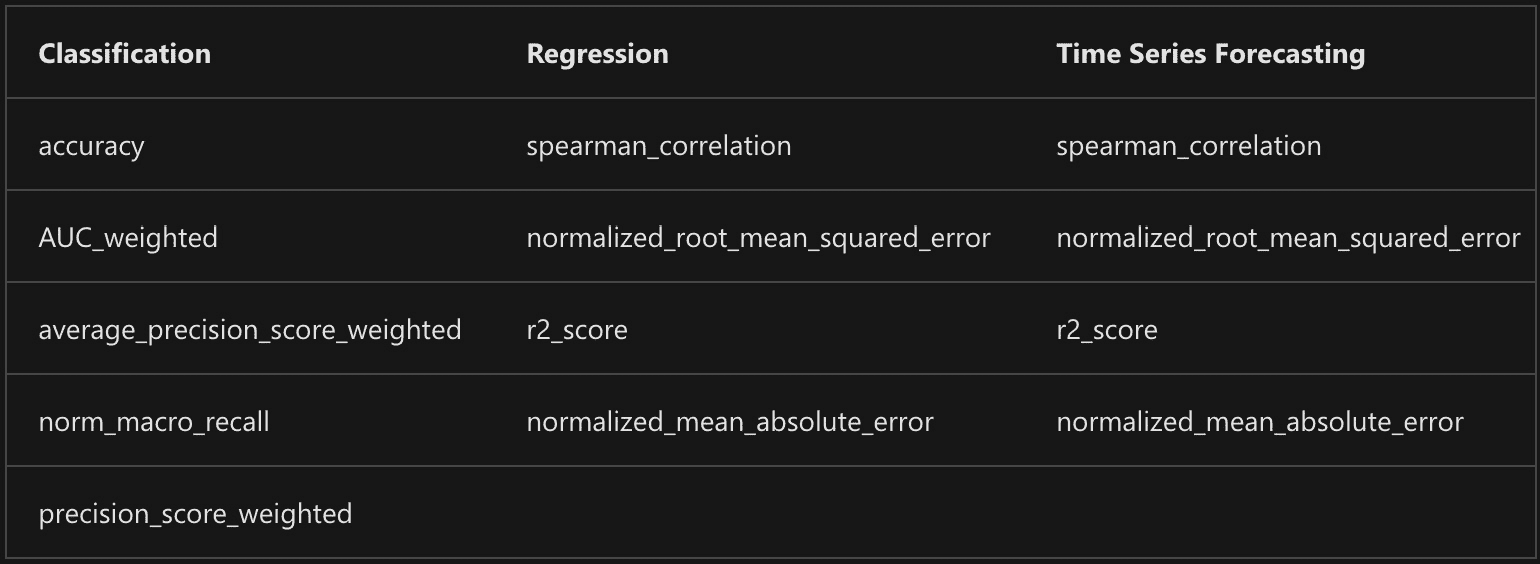 Classification Regression Time Series Forecasting
accuracy spearman_correlation spearman_correlation
AUC_weighted normalized_root_mean_squared_error normalized_root_mean_squared_error
average_precision_score_weighted r2_score r2_score
norm_macro_recall normalized_mean_absolute_error normalized_mean_absolute_error
precision_score_weighted